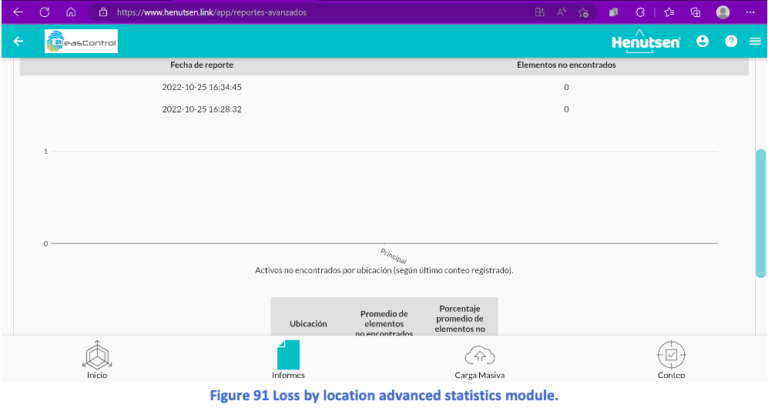 https://www.henutsen.link/app/reportes-avanzados
easControl
Henutsen
Fecha de reporte Elementos no encontrados
2022-10-25 16:34:45 0
2022-10-25 16:28:32 0
1
0
Principal
Activos no encontrados por ubicación (según último conteo registrado).
Ubicación Promedio de elementos no encontrados Porcentaje promedio de elementos no
Inicio Informes Carga Masiva Conteo
Figure 91 Loss by location advanced statistics module.